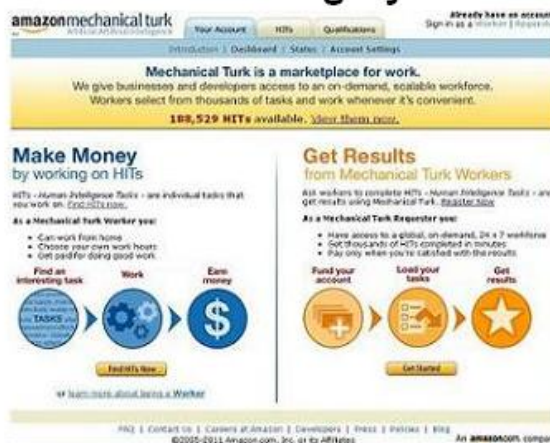 amazonmechanical turk
Artificial Artificial Intelligence
Your Account
HITs
Qualifications
Already have an account
Sign in as a Worker | Requester
Introduction | Dashboard | Status | Account Settings
Mechanical Turk is a marketplace for work.
We give businesses and developers access to an on-demand, scalable workforce.
Workers select from thousands of tasks and work whenever it's convenient.
188,529 HITs available. View them now.
Make Money
by working on HITs
HITs - Human Intelligence Tasks - are individual tasks that
you work on. Find HITs now.
As a Mechanical Turk Worker you:
• Can work from home
• Choose your own work hours
• Get paid for doing good work
Find an
interesting task
Work
Earn
money
TASKS
$
Find HITs Now
or learn more about being a Worker
Get Results
from Mechanical Turk Workers
Ask workers to complete HITs - Human Intelligence Tasks - and
get results using Mechanical Turk. Register Now
As a Mechanical Turk Requester you:
• Have access to a global, on-demand, 24 x 7 workforce
• Get thousands of HITs completed in minutes
• Pay only when you're satisfied with the results
Fund your
account
Load your
tasks
Get
results
Get Started
FAQ | Contact Us | Careers at Amazon | Developers | Press | Policies | Blog
©2005-2011 Amazon.com, Inc. or its Affiliates
An amazon.com. company